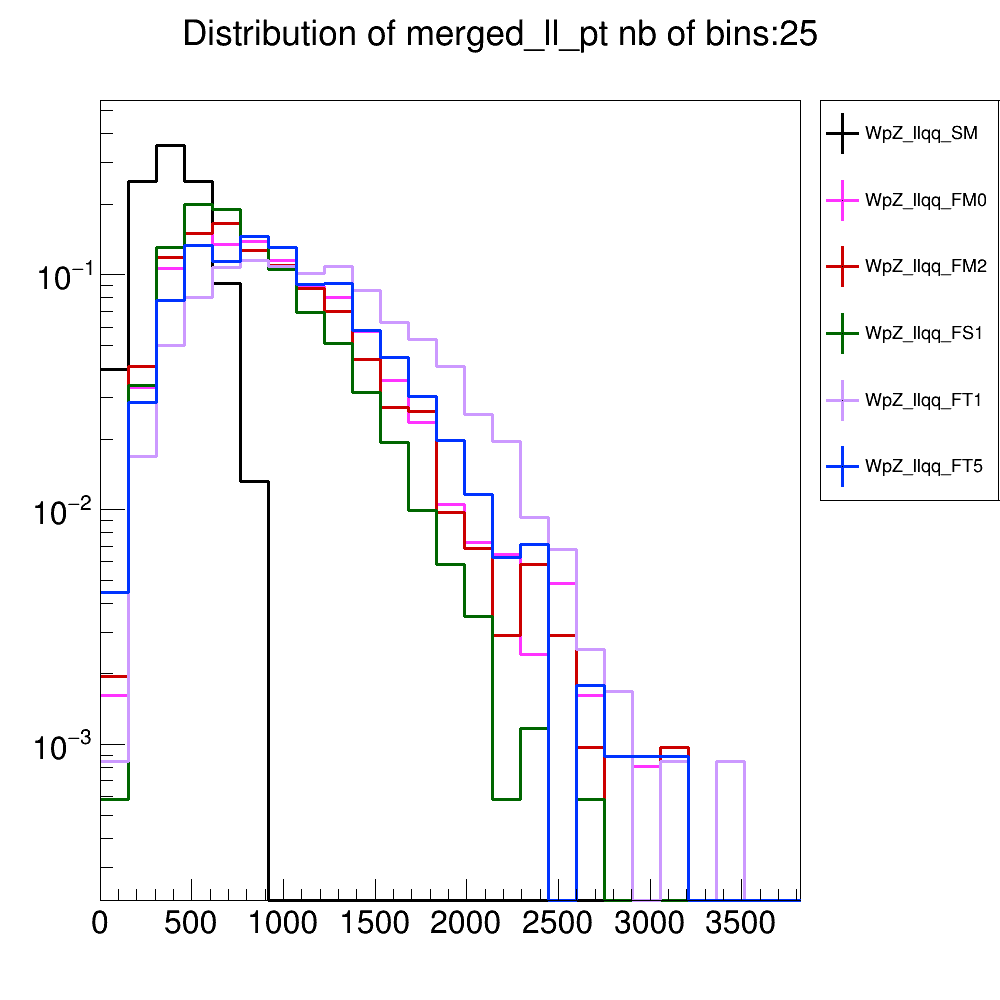 Distribution of merged_ll_pt nb of bins:25
WpZ_llqq_SM
WpZ_llqq_FM0
WpZ_llqq_FM2
WpZ_llqq_FS1
WpZ_llqq_FT1
WpZ_llqq_FT5
10⁻¹
10⁻²
10⁻³
0 500 1000 1500 2000 2500 3000 3500